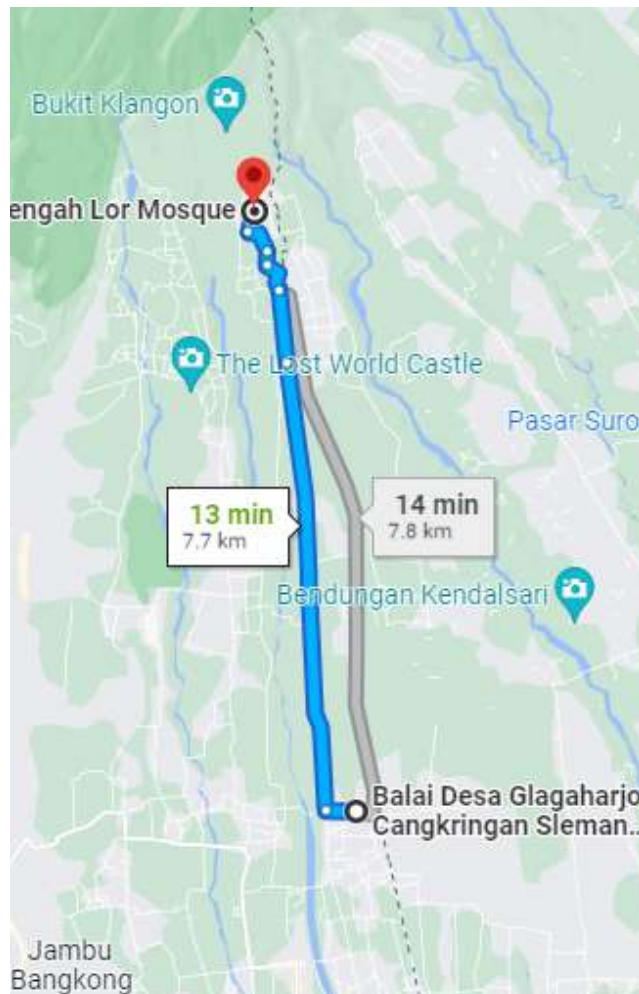 Bukit Klangon
engah Lor Mosque
The Lost World Castle
Pasar Suro
13 min
7.7 km
14 min
7.8 km
Bendungan Kendalsari
Balai Desa Glagaharjo
Cangkringan Sleman...
Jambu
Bangkong